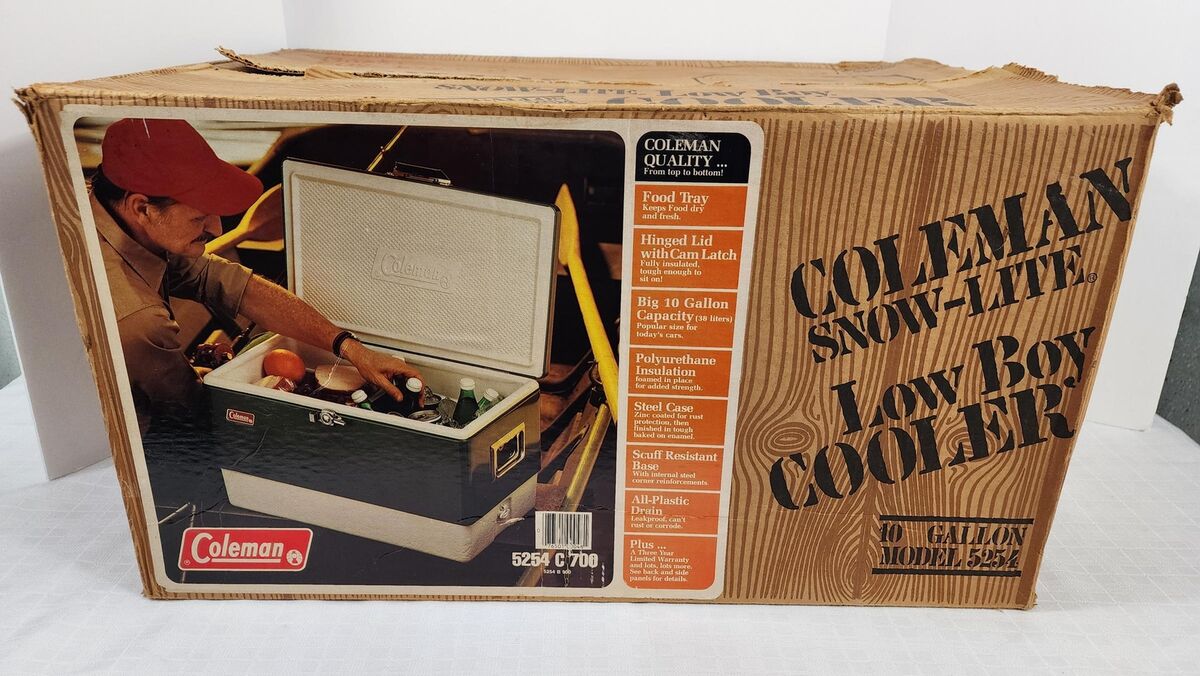 COLEMAN
QUALITY ...
From top to bottom!
Food Tray
Keeps Food dry
and fresh.
Hinged Lid
with Cam Latch
Fully insulated,
tough enough to
sit on!
Big 10 Gallon
Capacity (38 liters)
Popular size for
today's cars.
Polyurethane
Insulation
foamed in place
for added strength.
Steel Case
Zinc coated for rust
protection, then
finished in tough
baked on enamel.
Scuff Resistant
Base
With internal steel
corner reinforcements.
All-Plastic
Drain
Leakproof, can't
rust or corrode.
Plus ...
A Three Year
Limited Warranty
and lots, lots more.
See back and side
panels for details.
Coleman
Coleman
Coleman
5254 C 700
5254 B 900
COLEMAN
SNOW-LITE®
LOW BOY
COOLER
10 GALLON
MODEL 5254